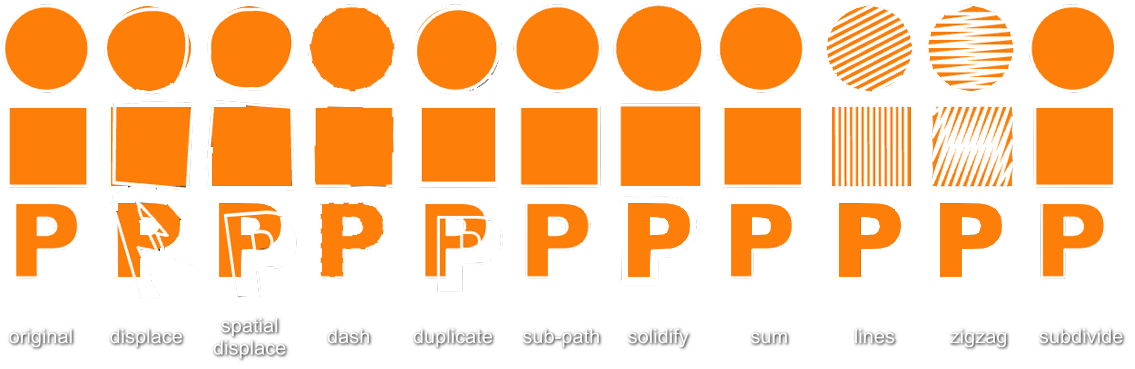 P P P P P P P P P P P
original displace spatial displace dash duplicate sub-path solidify sum lines zigzag subdivide